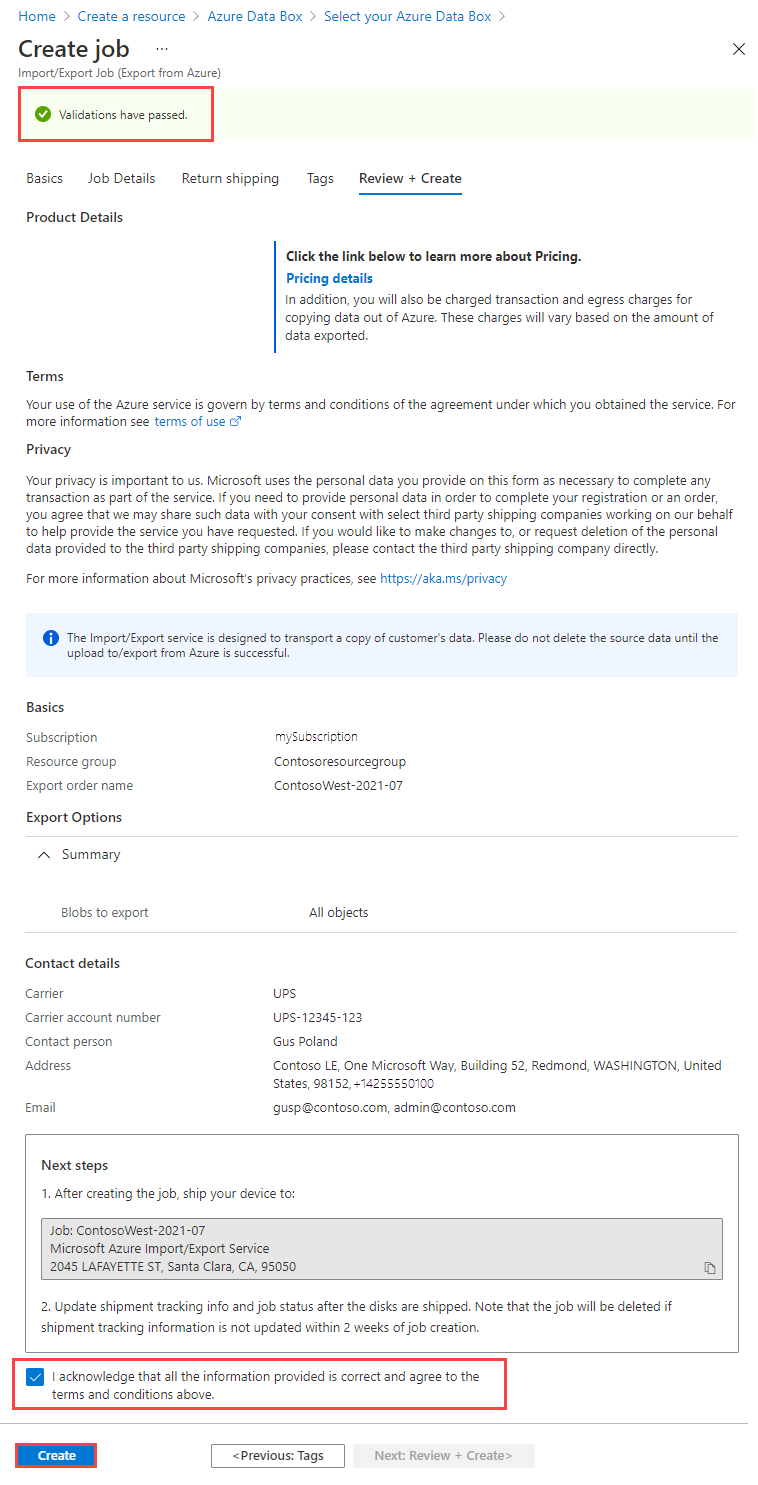 Home > Create a resource > Azure Data Box > Select your Azure Data Box >
Create job ...
Import/Export Job (Export from Azure)
Validations have passed.
Basics Job Details Return shipping Tags Review + Create
Product Details
Click the link below to learn more about Pricing.
Pricing details
In addition, you will also be charged transaction and egress charges for
copying data out of Azure. These charges will vary based on the amount of
data exported.
Terms
Your use of the Azure service is govern by terms and conditions of the agreement under which you obtained the service. For
more information see terms of use
Privacy
Your privacy is important to us. Microsoft uses the personal data you provide on this form as necessary to complete any
transaction as part of the service. If you need to provide personal data in order to complete your registration or an order,
you agree that we may share such data with your consent with select third party shipping companies working on our behalf
to help provide the service you have requested. If you would like to make changes to, or request deletion of the personal
data provided to the third party shipping companies, please contact the third party shipping company directly.
For more information about Microsoft's privacy practices, see https://aka.ms/privacy
The Import/Export service is designed to transport a copy of customer's data. Please do not delete the source data until the
upload to/export from Azure is successful.
Basics
Subscription mySubscription
Resource group Contosoresourcegroup
Export order name ContosoWest-2021-07
Export Options
Summary
Blobs to export All objects
Contact details
Carrier UPS
Carrier account number UPS-12345-123
Contact person Gus Poland
Address Contoso LE, One Microsoft Way, Building 52, Redmond, WASHINGTON, United
States, 98152, +14255550100
Email gusp@contoso.com, admin@contoso.com
Next steps
1. After creating the job, ship your device to:
Job: ContosoWest-2021-07
Microsoft Azure Import/Export Service
2045 LAFAYETTE ST, Santa Clara, CA, 95050
2. Update shipment tracking info and job status after the disks are shipped. Note that the job will be deleted if
shipment tracking information is not updated within 2 weeks of job creation.
I acknowledge that all the information provided is correct and agree to the
terms and conditions above.
Create <Previous: Tags Next: Review + Create>